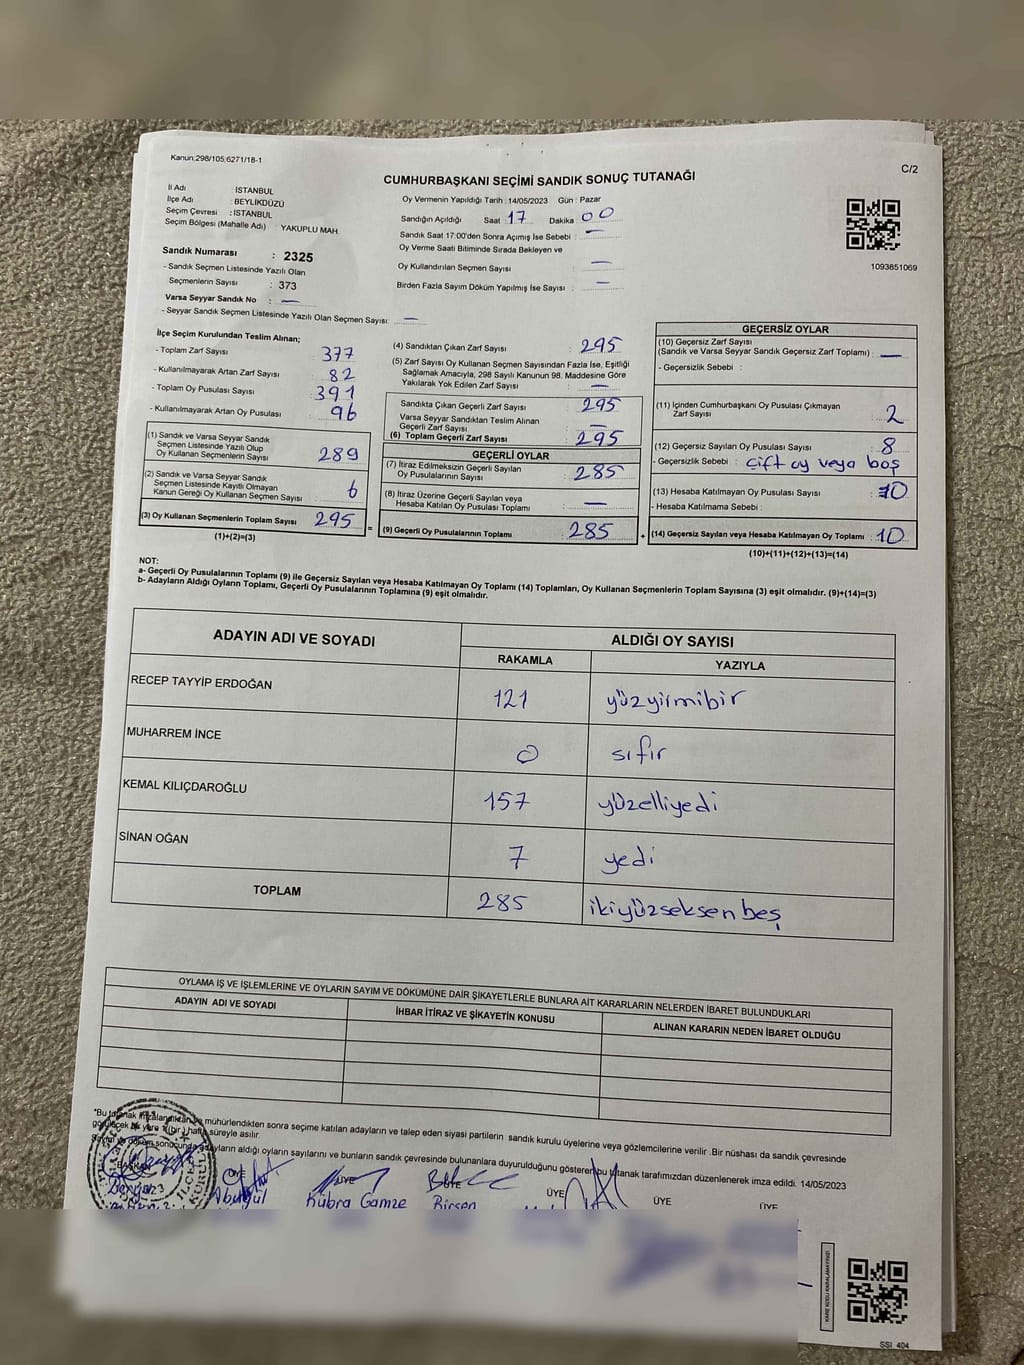 Kanun:298/105;6271/18-1
C/2
CUMHURBAŞKANI SEÇİMİ SANDIK SONUÇ TUTANAĞI
İl Adı : İSTANBUL
İlçe Adı : BEYLİKDÜZÜ
Seçim Çevresi : İSTANBUL
Seçim Bölgesi (Mahalle Adı) YAKUPLU MAH.
Sandık Numarası : 2325
- Sandık Seçmen Listesinde Yazılı Olan
Seçmenlerin Sayısı : 373
Varsa Seyyar Sandık No : —
- Seyyar Sandık Seçmen Listesinde Yazılı Olan Seçmen Sayısı: —
Oy Vermenin Yapıldığı Tarih :14/05/2023 Gün : Pazar
Sandığın Açıldığı Saat 17 Dakika 00
Sandık Saat 17:00'den Sonra Açımış İse Sebebi : —
Oy Verme Saati Bitiminde Sırada Bekleyen ve
Oy Kullandırılan Seçmen Sayısı : —
Birden Fazla Sayım Döküm Yapılmış İse Sayısı : —
1093851069
İlçe Seçim Kurulundan Teslim Alınan;
- Toplam Zarf Sayısı : 377
- Kullanılmayarak Artan Zarf Sayısı : 82
- Toplam Oy Pusulası Sayısı : 391
- Kullanılmayarak Artan Oy Pusulası : 96
(1) Sandık ve Varsa Seyyar Sandık
Seçmen Listesinde Yazılı Olup
Oy Kullanan Seçmenlerin Sayısı : 289
(2) Sandık ve Varsa Seyyar Sandık
Seçmen Listesinde Kayıtlı Olmayan
Kanun Gereği Oy Kullanan Seçmen Sayısı : 6
(3) Oy Kullanan Seçmenlerin Toplam Sayısı : 295
(1)+(2)=(3)
(4) Sandıktan Çıkan Zarf Sayısı : 295
(5) Zarf Sayısı Oy Kullanan Seçmen Sayısından Fazla İse, Eşitliği
Sağlamak Amacıyla, 298 Sayılı Kanunun 98. Maddesine Göre
Yakılarak Yok Edilen Zarf Sayısı : —
Sandıkta Çıkan Geçerli Zarf Sayısı : 295
Varsa Seyyar Sandıktan Teslim Alınan
Geçerli Zarf Sayısı : —
(6) Toplam Geçerli Zarf Sayısı : 295
GEÇERLİ OYLAR
(7) İtiraz Edilmeksizin Geçerli Sayılan
Oy Pusulalarının Sayısı : 285
(8) İtiraz Üzerine Geçerli Sayılan veya
Hesaba Katılan Oy Pusulaları Toplamı : —
= (9) Geçerli Oy Pusulalarının Toplamı : 285
GEÇERSİZ OYLAR
(10) Geçersiz Zarf Sayısı
(Sandık ve Varsa Seyyar Sandık Geçersiz Zarf Toplamı) : —
- Geçersizlik Sebebi :
(11) İçinden Cumhurbaşkanı Oy Pusulası Çıkmayan
Zarf Sayısı : 2
(12) Geçersiz Sayılan Oy Pusulası Sayısı : 8
- Geçersizlik Sebebi : çift oy veya boş
(13) Hesaba Katılmayan Oy Pusulası Sayısı : 10
- Hesaba Katılmama Sebebi :
+ (14) Geçersiz Sayılan veya Hesaba Katılmayan Oy Toplamı : 10
(10)+(11)+(12)+(13)=(14)
NOT:
a- Geçerli Oy Pusulalarının Toplamı (9) ile Geçersiz Sayılan veya Hesaba Katılmayan Oy Toplamı (14) Toplamları, Oy Kullanan Seçmenlerin Toplam Sayısına (3) eşit olmalıdır. (9)+(14)=(3)
b- Adayların Aldığı Oyların Toplamı, Geçerli Oy Pusulalarının Toplamına (9) eşit olmalıdır.
ADAYIN ADI VE SOYADI ALDIĞI OY SAYISI
RAKAMLA YAZIYLA
RECEP TAYYİP ERDOĞAN 121 yüzyirmibir
MUHARREM İNCE 0 sıfır
KEMAL KILIÇDAROĞLU 157 yüzelliyedi
SİNAN OĞAN 7 yedi
TOPLAM 285 ikiyüzseksenbeş
OYLAMA İŞ VE İŞLEMLERİNE VE OYLARIN SAYIM VE DÖKÜMÜNE DAİR ŞİKAYETLERLE BUNLARA AİT KARARLARIN NELERDEN İBARET BULUNDUKLARI
ADAYIN ADI VE SOYADI İHBAR İTİRAZ VE ŞİKAYETİN KONUSU ALINAN KARARIN NEDEN İBARET OLDUĞU
"Bu tutanak imzalandıktan ve mühürlendikten sonra seçime katılan adayların ve talep eden siyasi partilerin sandık kurulu üyelerine veya gözlemcilerine verilir .Bir nüshası da sandık çevresinde
görülecek bir yere 1(bir) hafta süreyle asılır.
Sayım ve döküm sonucunda adayların aldığı oyların sayılarını ve bunların sandık çevresinde bulunanlara duyurulduğunu gösteren bu tutanak tarafımızdan düzenlenerek imza edildi. 14/05/2023
BAŞKAN ÜYE ÜYE ÜYE ÜYE ÜYE ÜYE
Kübra Gamze Birsen
KARE KODU KARALAMAYINIZ!
SSI 404